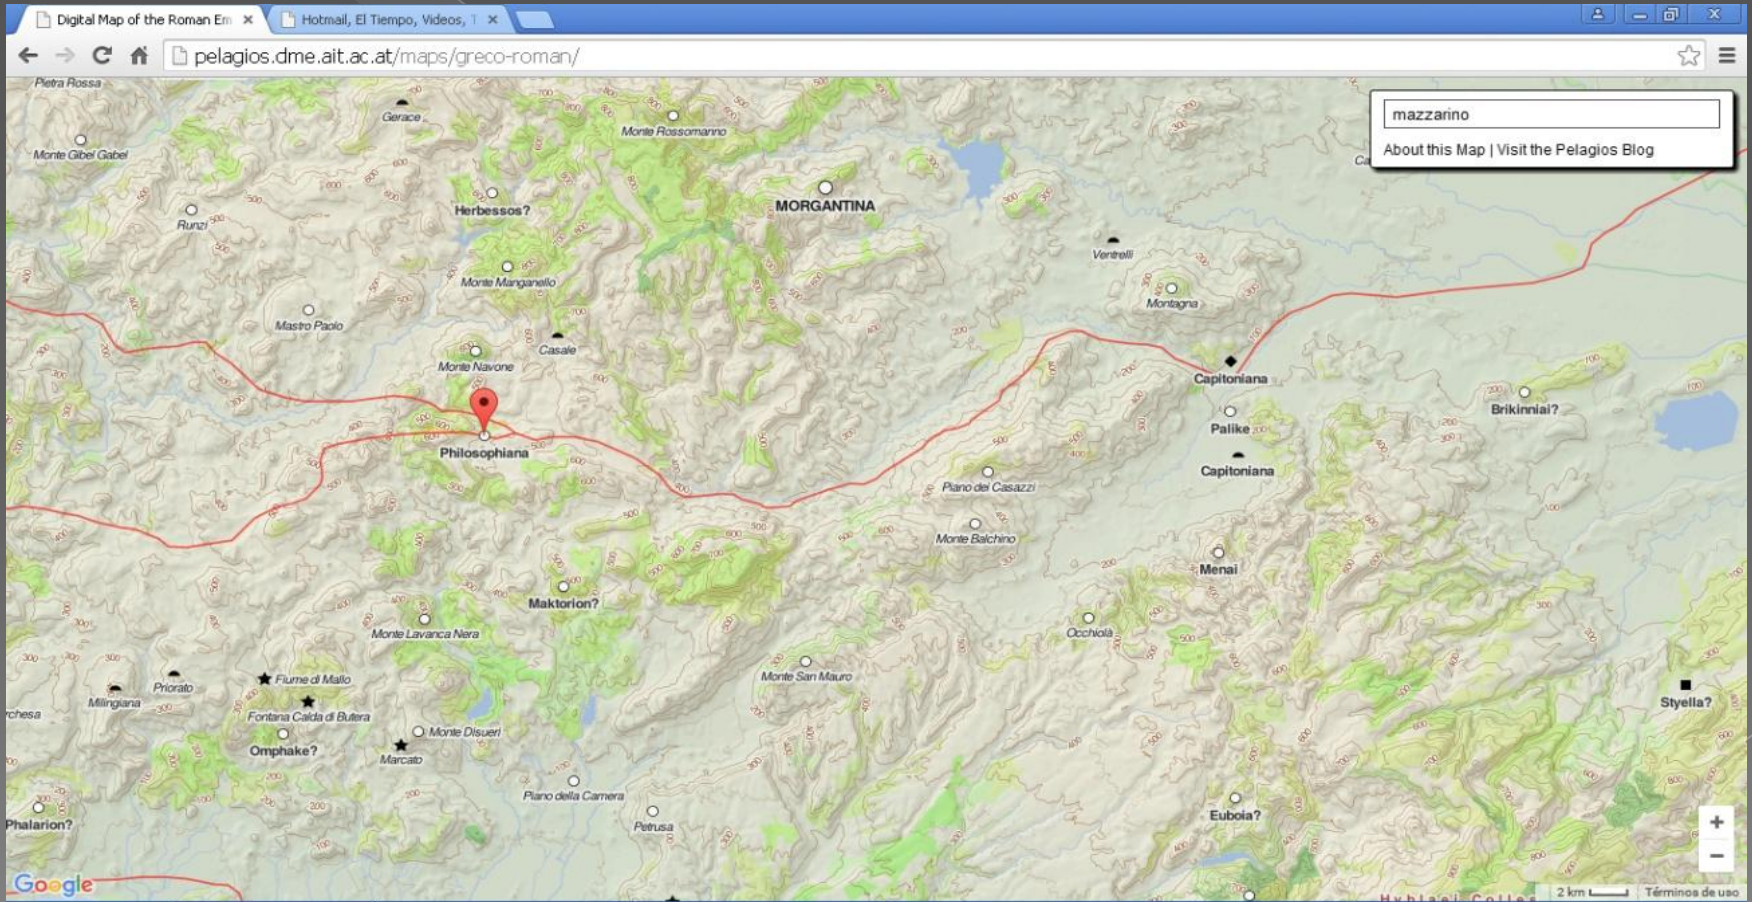 Digital Map of the Roman Em
Hotmail, El Tiempo, Videos, T
pelagios.dme.ait.ac.at/maps/greco-roman/
mazzarino
About this Map | Visit the Pelagios Blog
Pietra Rossa
Gerace
Monte Rossomanno
Monte Gibel Gabel
MORGANTINA
Herbessos?
Runzi
Ventrelli
Monte Manganello
Montagna
Mastro Paolo
Casale
Monte Navone
Capitoniana
Brikinniai?
Palike
Philosophiana
Capitoniana
Piano dei Casazzi
Monte Balchino
Menai
Maktorion?
Monte Lavanca Nera
Occhiolà
Monte San Mauro
Fiume di Mallo
Priorato
Milingiana
rchesa
Fontana Calda di Butera
Styella?
Monte Disueri
Omphake?
Marcato
Piano della Camera
Euboia?
Phalarion?
Petrusa
Google
2 km
Términos de uso